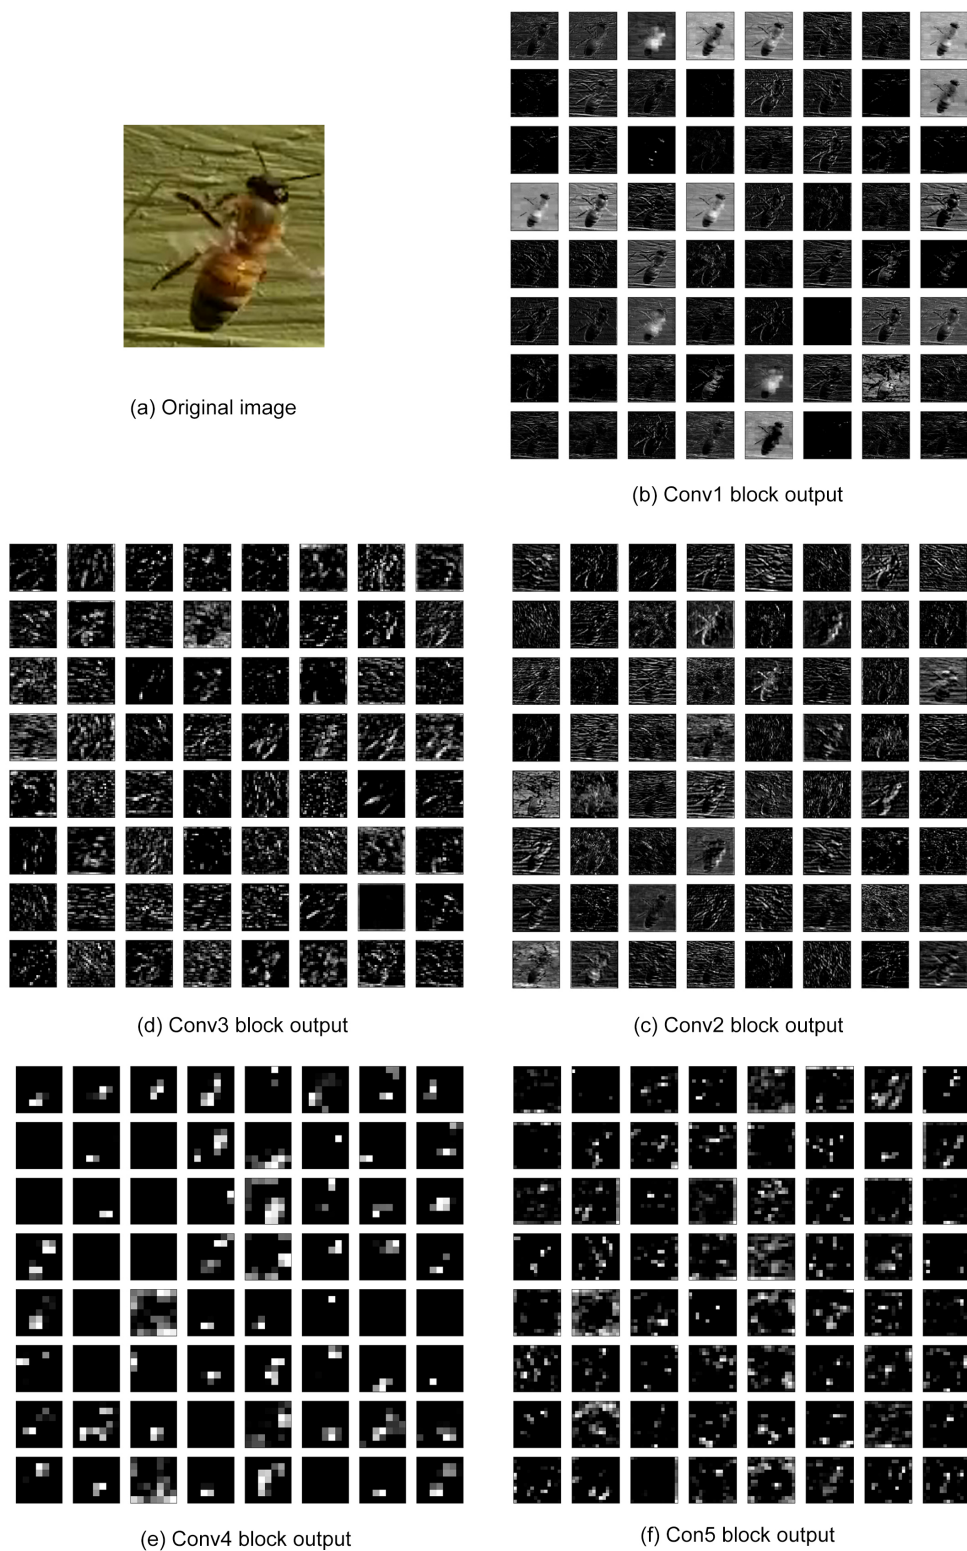 (a) Original image
(b) Conv1 block output
(d) Conv3 block output
(c) Conv2 block output
(e) Conv4 block output
(f) Con5 block output